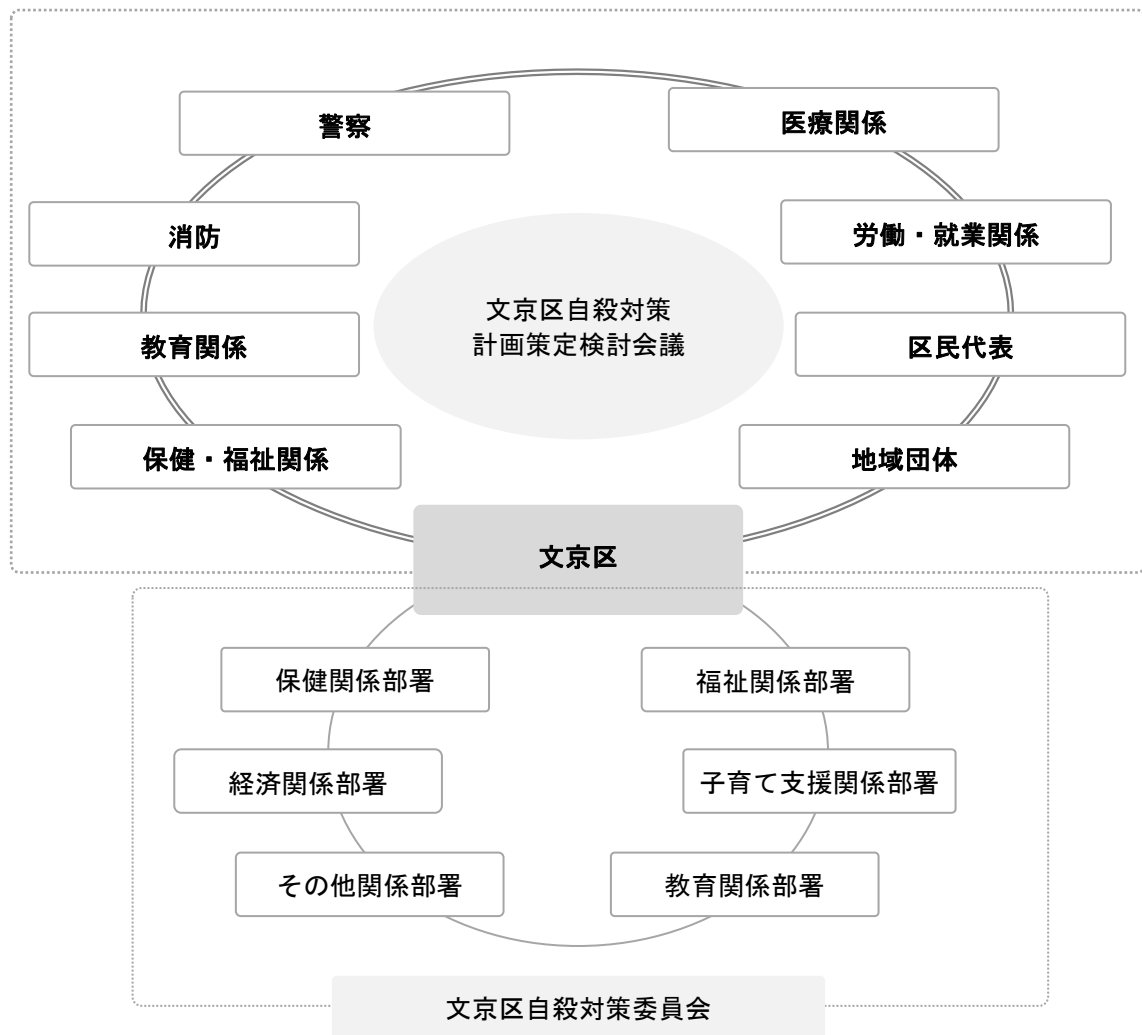 警察
医療関係
消防
労働・就業関係
文京区自殺対策
計画策定検討会議
教育関係
区民代表
保健・福祉関係
地域団体
文京区
保健関係部署
福祉関係部署
経済関係部署
子育て支援関係部署
その他関係部署
教育関係部署
文京区自殺対策委員会